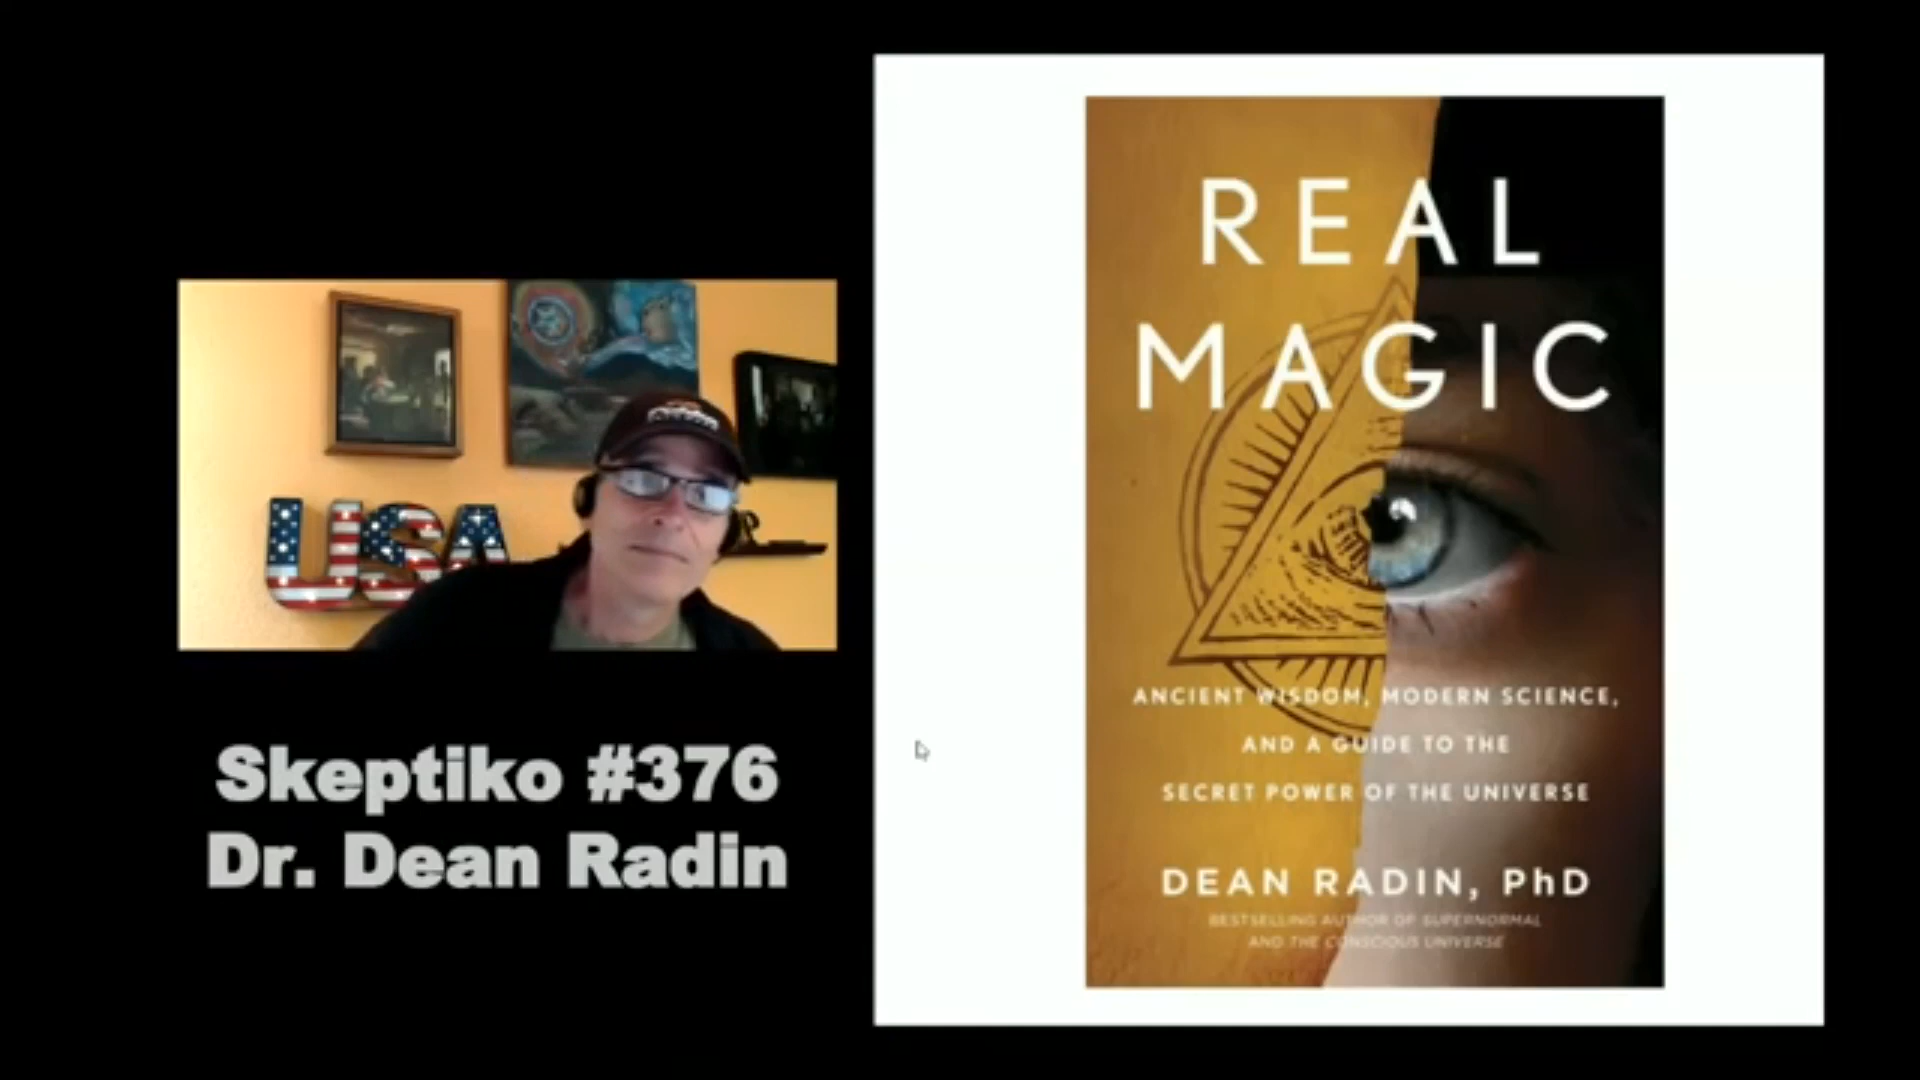 USA
Skeptiko #376
Dr. Dean Radin
REAL
MAGIC
ANCIENT WISDOM, MODERN SCIENCE,
AND A GUIDE TO THE
SECRET POWER OF THE UNIVERSE
DEAN RADIN, PhD
BESTSELLING AUTHOR OF SUPERNORMAL
AND THE CONSCIOUS UNIVERSE